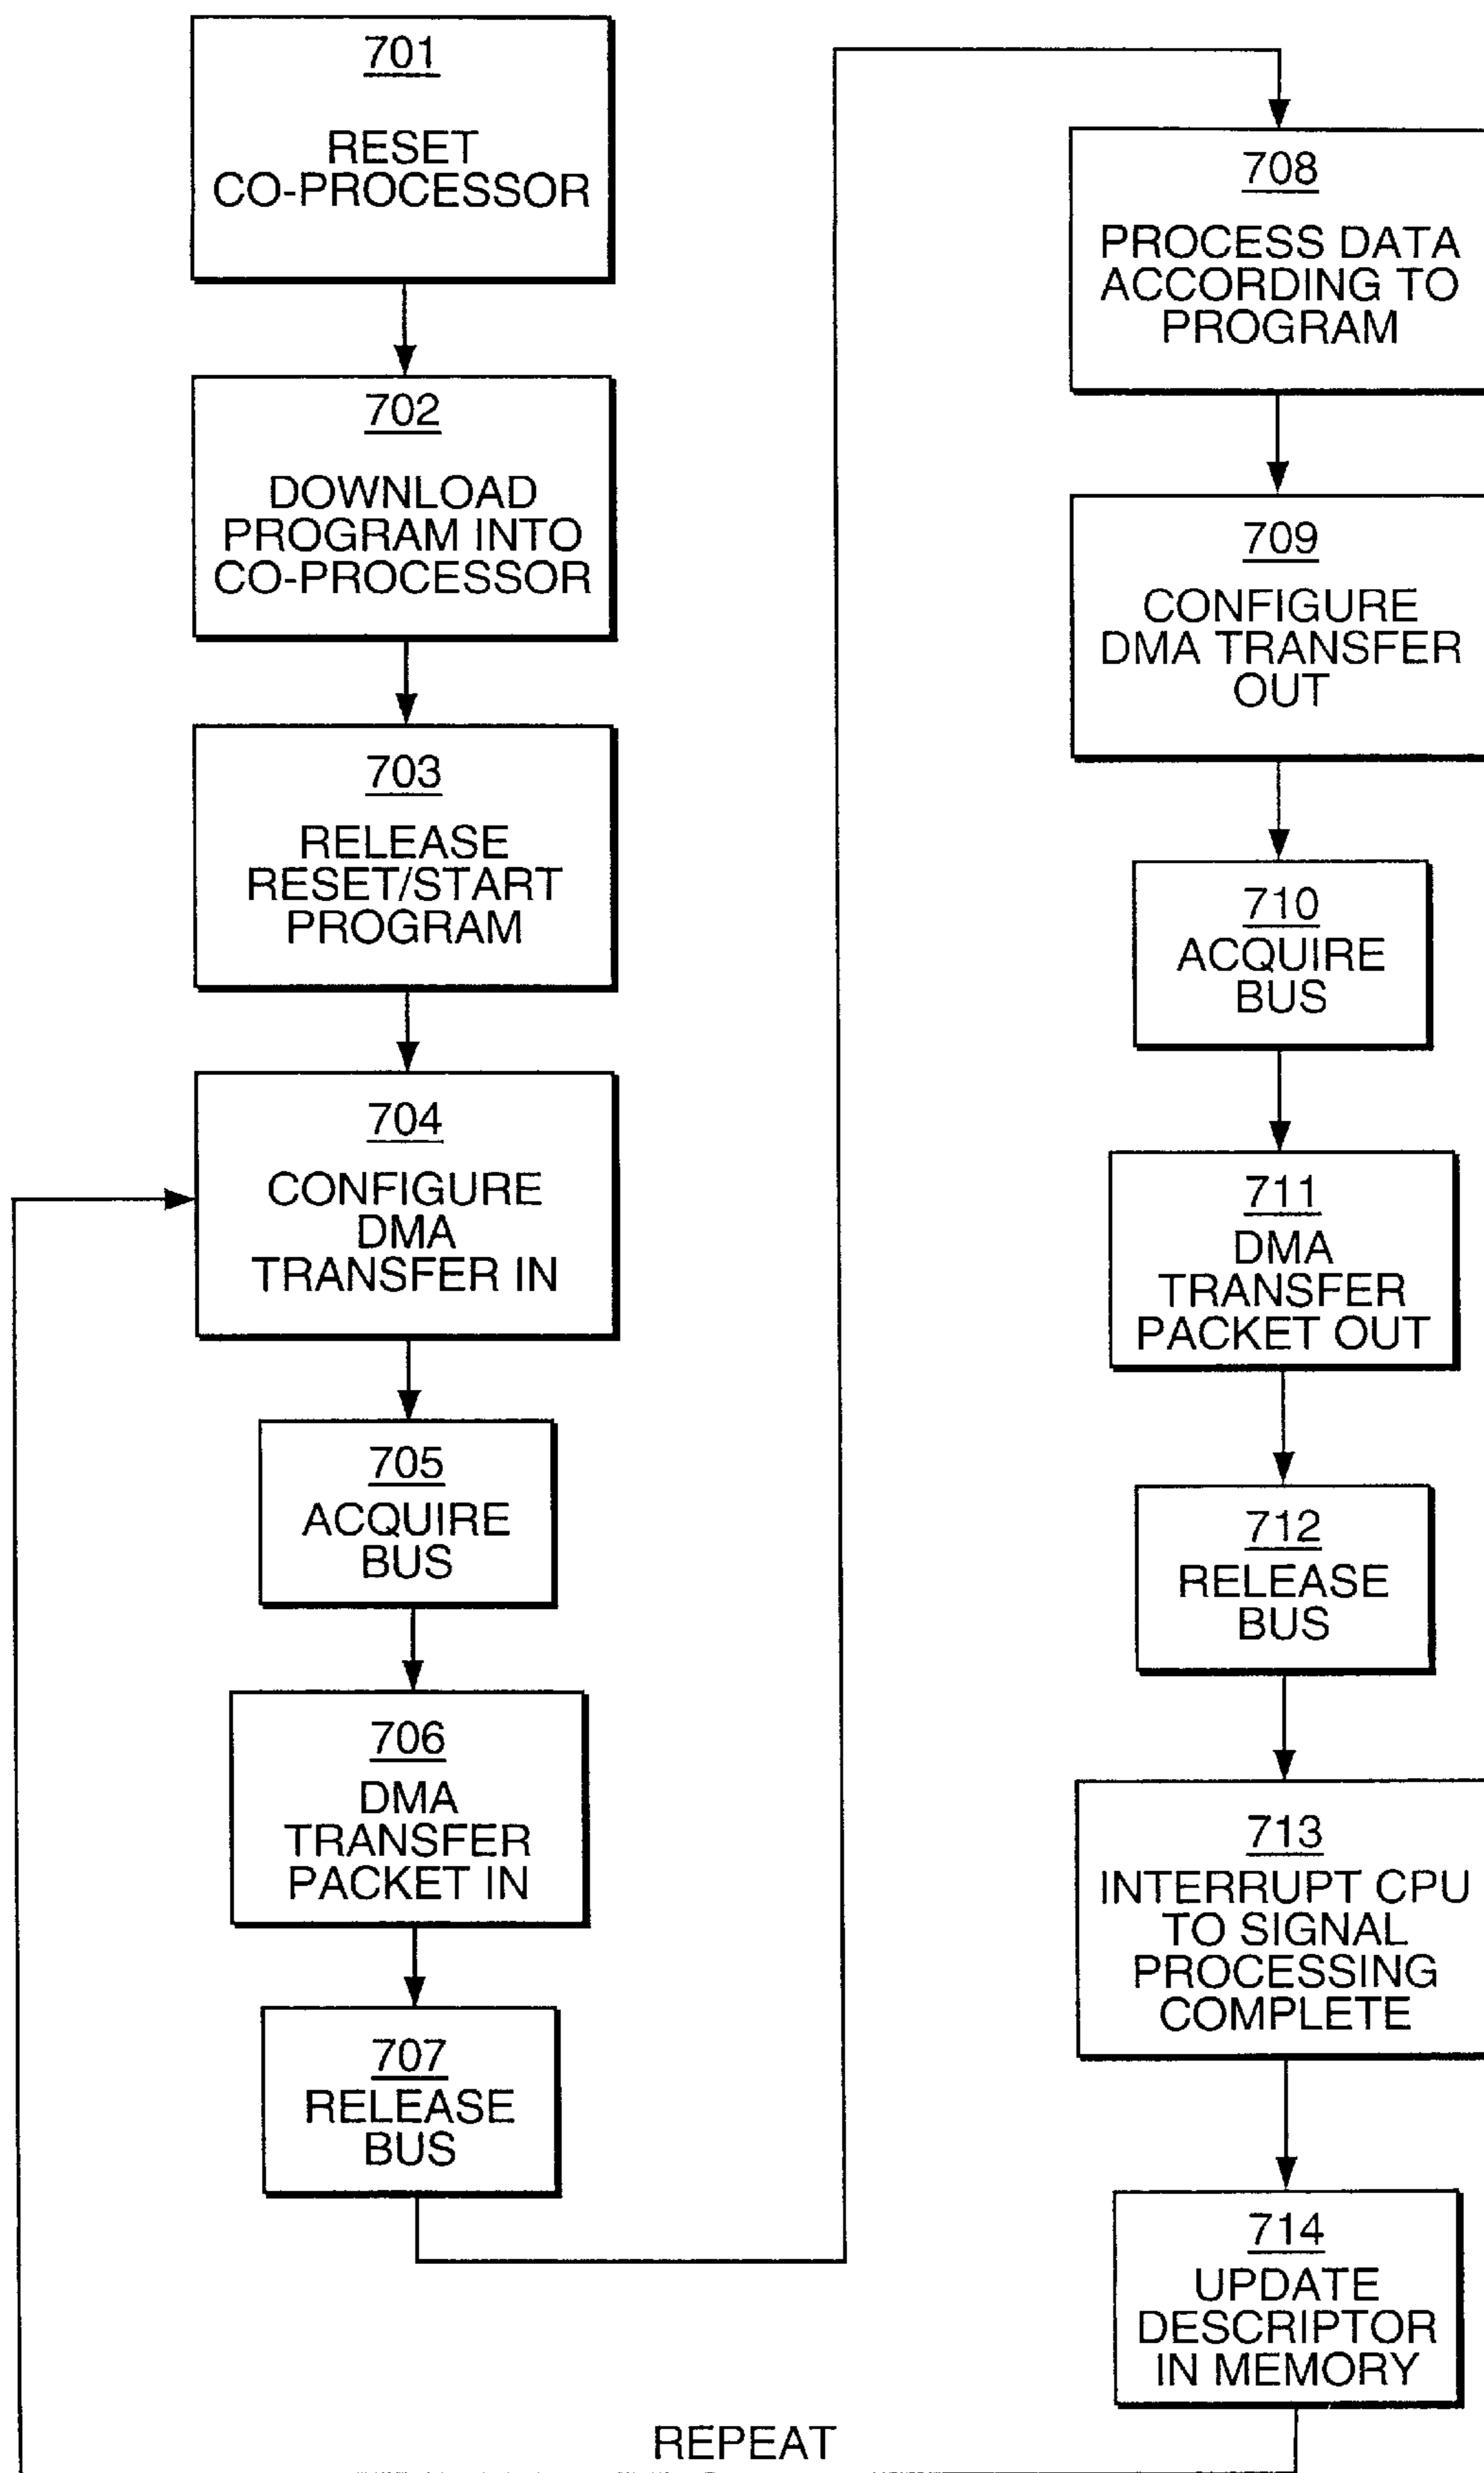 701
RESET
CO-PROCESSOR
702
DOWNLOAD
PROGRAM INTO
CO-PROCESSOR
703
RELEASE
RESET/START
PROGRAM
704
CONFIGURE
DMA
TRANSFER IN
705
ACQUIRE
BUS
706
DMA
TRANSFER
PACKET IN
707
RELEASE
BUS
708
PROCESS DATA
ACCORDING TO
PROGRAM
709
CONFIGURE
DMA TRANSFER
OUT
710
ACQUIRE
BUS
711
DMA
TRANSFER
PACKET OUT
712
RELEASE
BUS
713
INTERRUPT CPU
TO SIGNAL
PROCESSING
COMPLETE
714
UPDATE
DESCRIPTOR
IN MEMORY
REPEAT